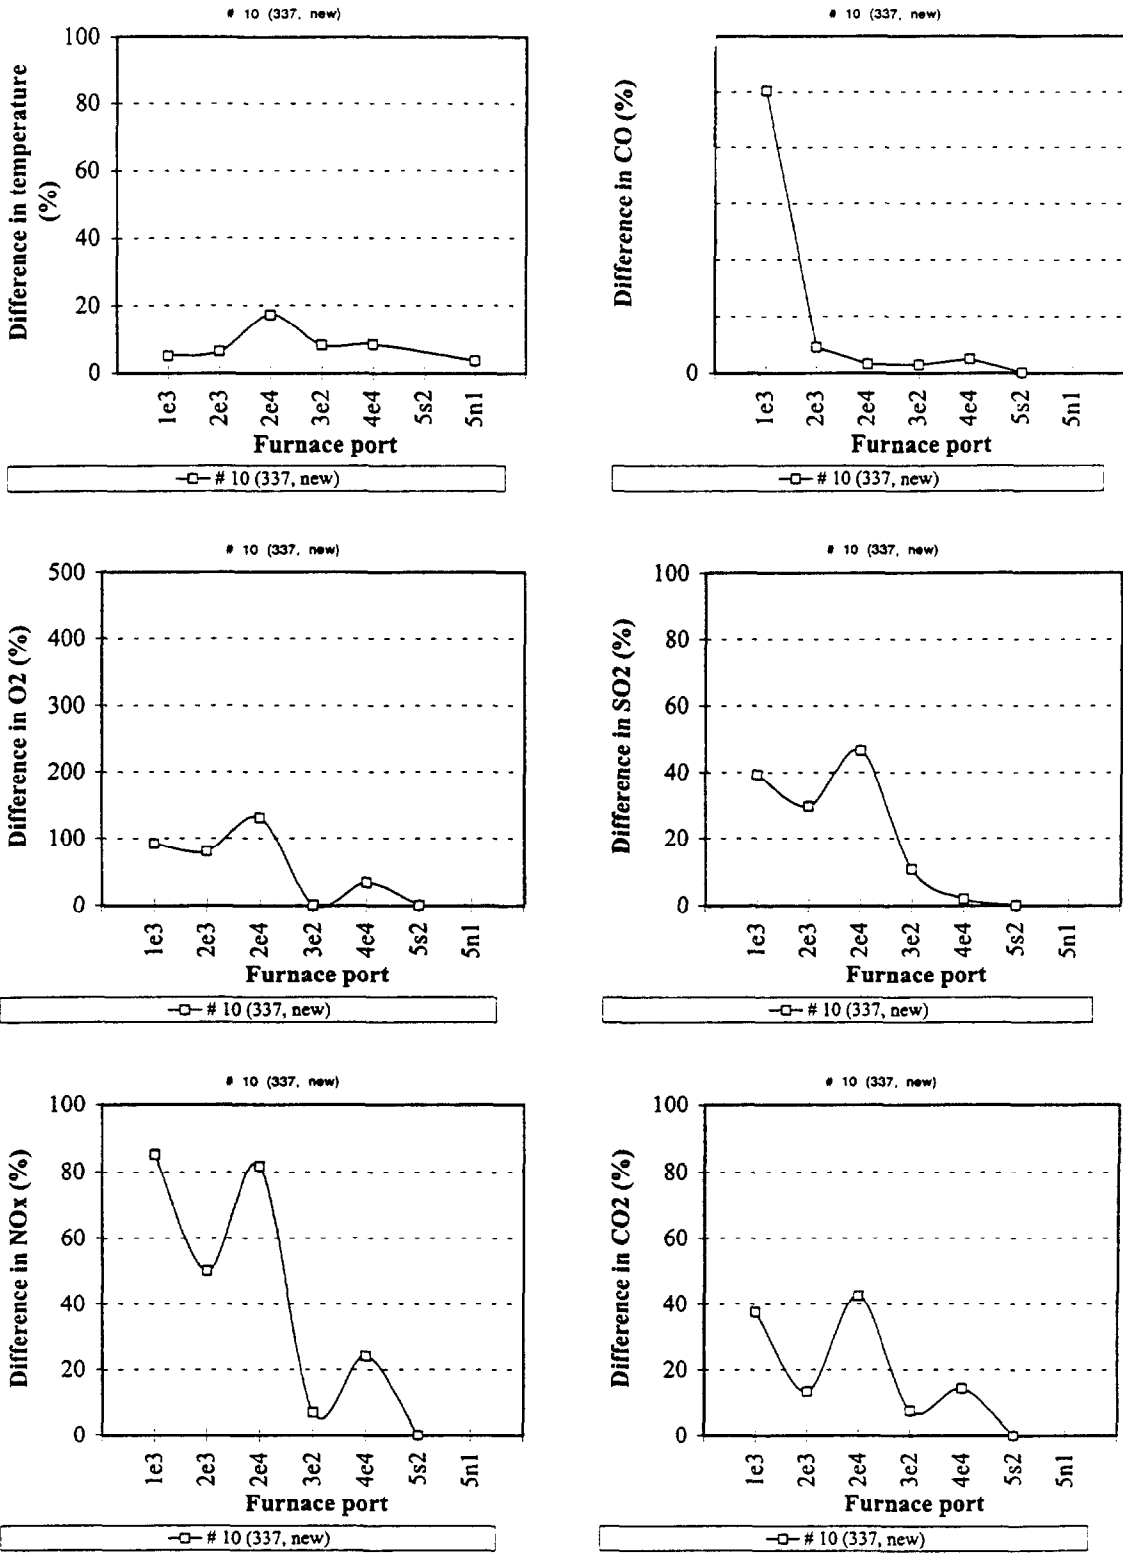 # 10 (337, new)
100
80
60
40
20
0
Difference in temperature
(%)
1e3
2e3
2e4
3e2
4e4
5s2
5n1
Furnace port
# 10 (337, new)
# 10 (337, new)
Difference in CO (%)
0
1e3
2e3
2e4
3e2
4e4
5s2
5n1
Furnace port
# 10 (337, new)
# 10 (337, new)
500
400
300
200
100
0
Difference in O2 (%)
1e3
2e3
2e4
3e2
4e4
5s2
5n1
Furnace port
# 10 (337, new)
# 10 (337, new)
100
80
60
40
20
0
Difference in SO2 (%)
1e3
2e3
2e4
3e2
4e4
5s2
5n1
Furnace port
# 10 (337, new)
# 10 (337, new)
100
80
60
40
20
0
Difference in NOx (%)
1e3
2e3
2e4
3e2
4e4
5s2
5n1
Furnace port
# 10 (337, new)
# 10 (337, new)
100
80
60
40
20
0
Difference in CO2 (%)
1e3
2e3
2e4
3e2
4e4
5s2
5n1
Furnace port
# 10 (337, new)